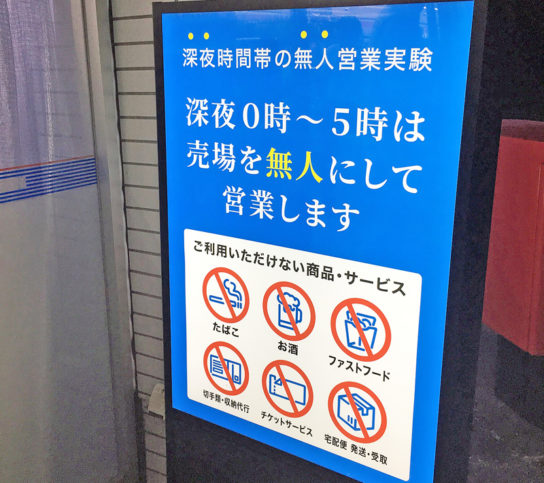 深夜時間帯の無人営業実験
深夜0時～5時は
売場を無人にして
営業します
ご利用いただけない商品・サービス
たばこ
お酒
ファストフード
切手類・収納代行
チケットサービス
宅配便 発送・受取